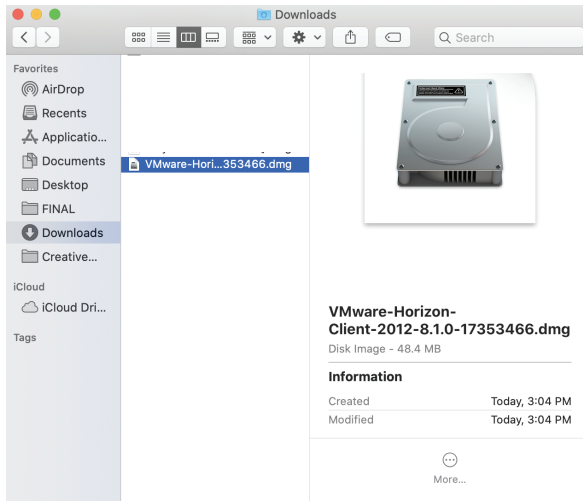 Downloads
Search
Favorites
AirDrop
Recents
Applicatio...
Documents
Desktop
FINAL
Downloads
Creative...
iCloud
iCloud Dri...
Tags
VMware-Hori...353466.dmg
VMware-Horizon-
Client-2012-8.1.0-17353466.dmg
Disk Image - 48.4 MB
Information
Created Today, 3:04 PM
Modified Today, 3:04 PM
More...